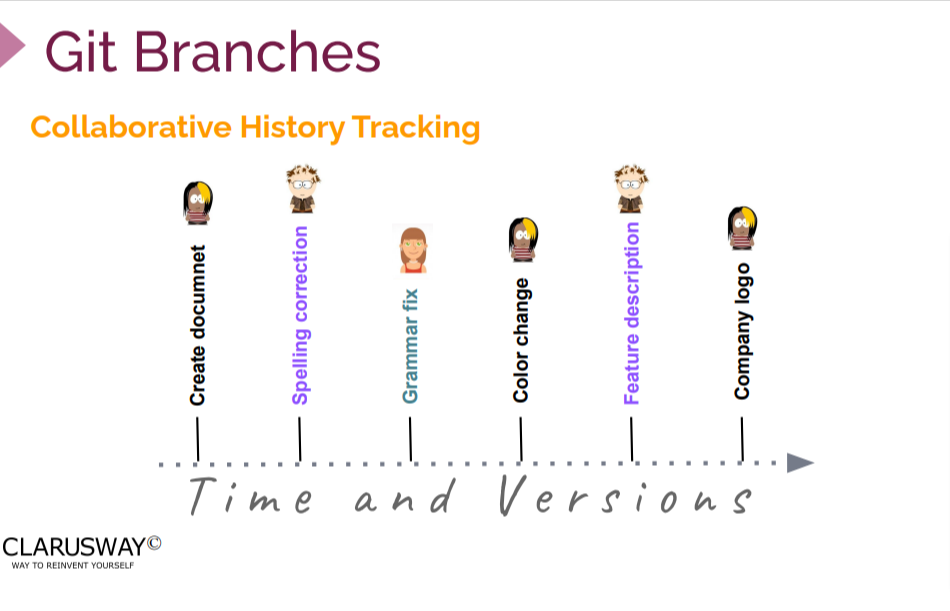 Git Branches
Collaborative History Tracking
Create documnet
Spelling correction
Grammar fix
Color change
Feature description
Company logo
Time and Versions
CLARUSWAY©
WAY TO REINVENT YOURSELF